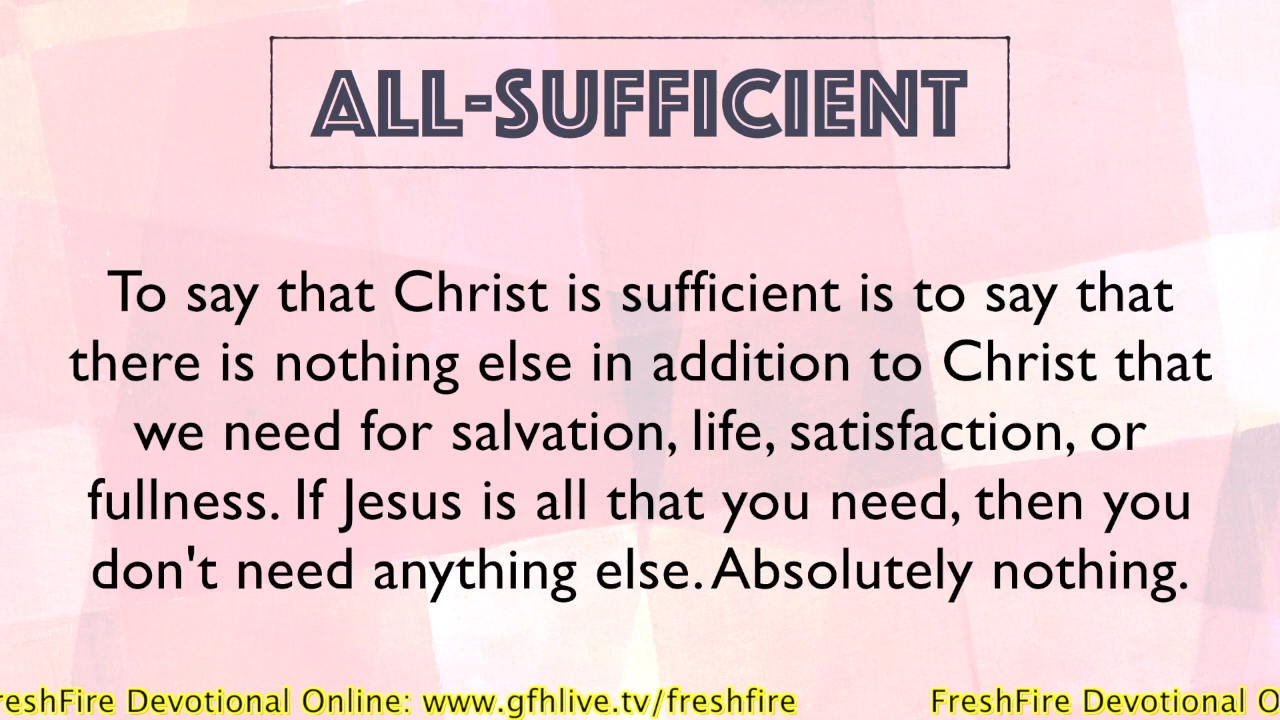 ALL-SUFFICIENT
To say that Christ is sufficient is to say that
there is nothing else in addition to Christ that
we need for salvation, life, satisfaction, or
fullness. If Jesus is all that you need, then you
don't need anything else. Absolutely nothing.
reshFire Devotional Online: www.gfhlive.tv/freshfire FreshFire Devotional O